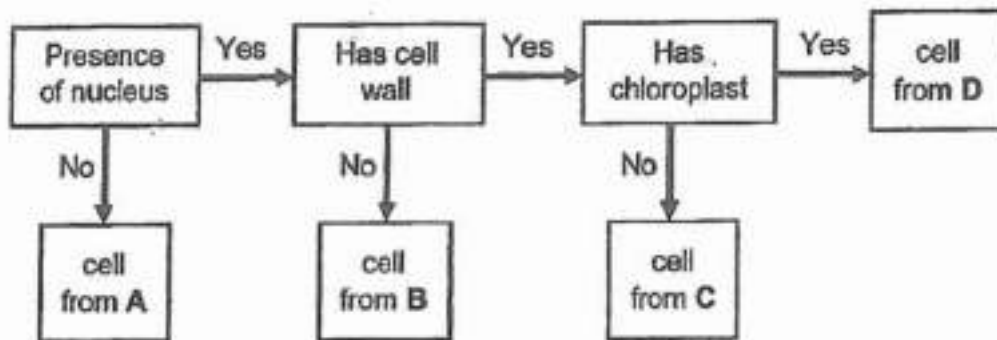 Presence
of nucleus
Yes
Has cell
wall
Yes
Has
chloroplast
Yes
cell
from D
No
No
No
cell
from A
cell
from B
cell
from C